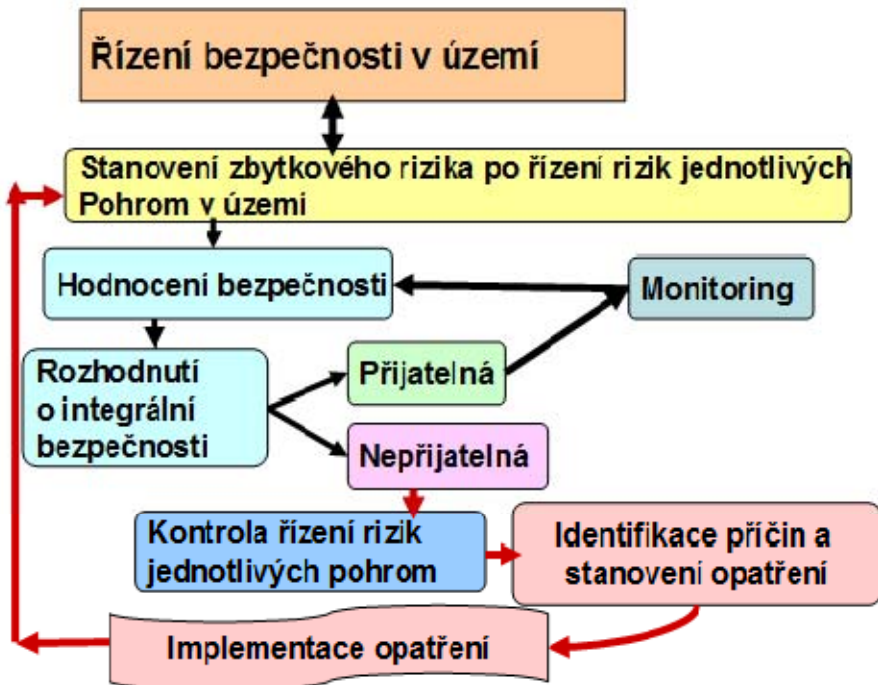 Řízení bezpečnosti v území
Stanovení zbytkového rizika po řízení rizik jednotlivých
Pohrom v území
Hodnocení bezpečnosti
Monitoring
Rozhodnutí
o integrální
bezpečnosti
Přijatelná
Nepřijatelná
Kontrola řízení rizik
jednotlivých pohrom
Identifikace příčin a
stanovení opatření
Implementace opatření